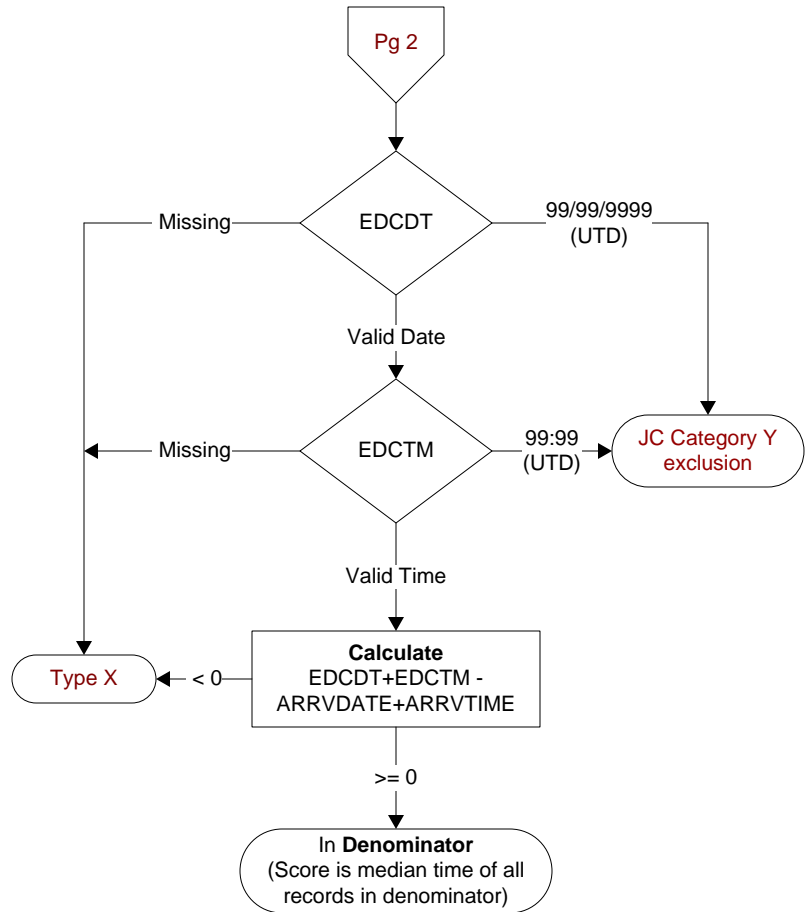 Pg 2
Missing
EDCDT
99/99/9999
(UTD)
Valid Date
Missing
EDCTM
99:99
(UTD)
JC Category Y
exclusion
Valid Time
Type X
< 0
Calculate
EDCDT+EDCTM -
ARRVDATE+ARRVTIME
>= 0
In Denominator
(Score is median time of all
records in denominator)